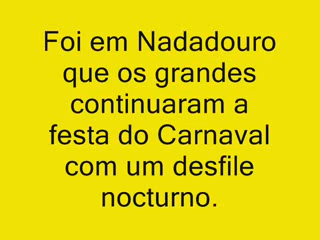 Foi em Nadadouro
que os grandes
continuaram a
festa do Carnaval
com um desfile
nocturno.